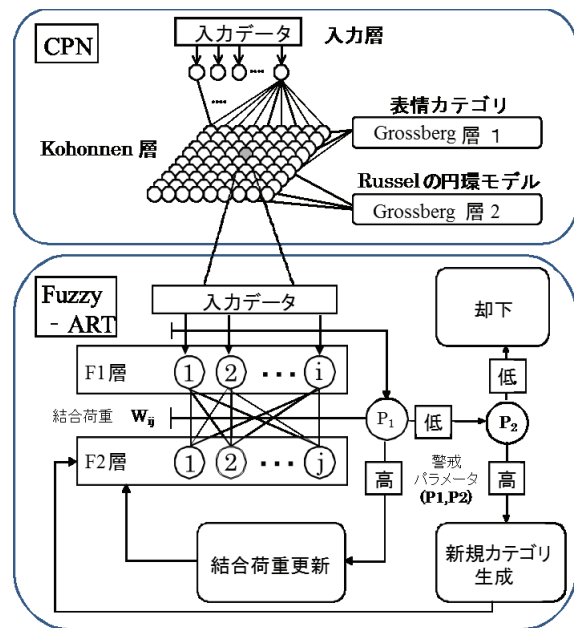 CPN
入力データ
入力層
‥‥
‥‥
表情カテゴリ
Grossberg 層 1
Kohonnen 層
Russelの円環モデル
Grossberg 層 2
Fuzzy
- ART
入力データ
却下
F1層
1 2 ・・・ i
低
結合荷重 Wij
P1
低
P2
F2層
1 2 ・・・ j
高
警戒
パラメータ
(P1,P2)
高
結合荷重更新
新規カテゴリ
生成